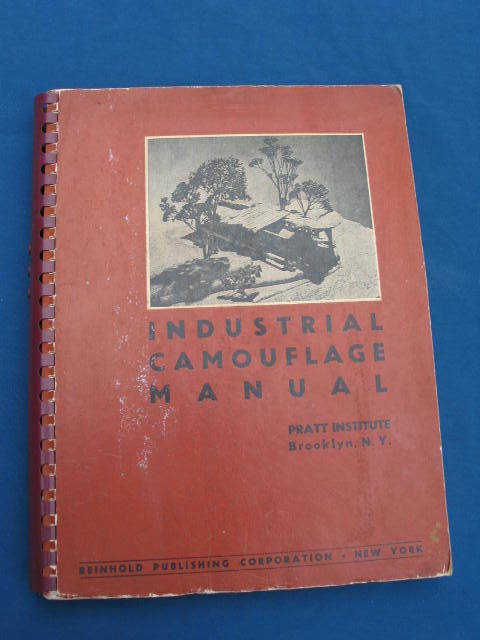 INDUSTRIAL
CAMOUFLAGE
MANUAL
PRATT INSTITUTE
Brooklyn, N. Y.
REINHOLD PUBLISHING CORPORATION • NEW YORK